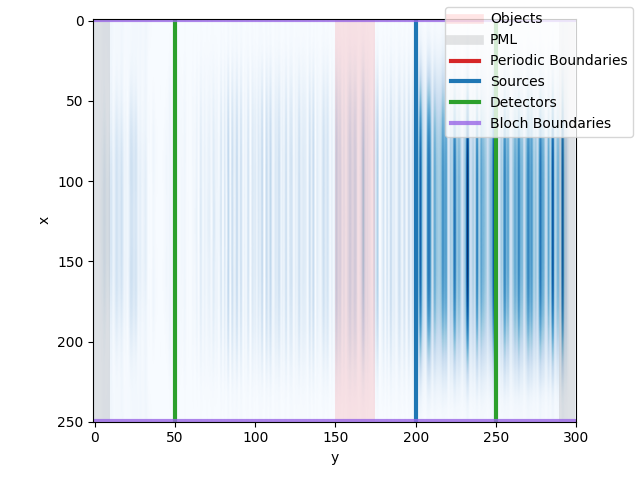 Objects
PML
Periodic Boundaries
Sources
Detectors
Bloch Boundaries
0
50
100
150
200
250
x
0
50
100
150
200
250
300
y